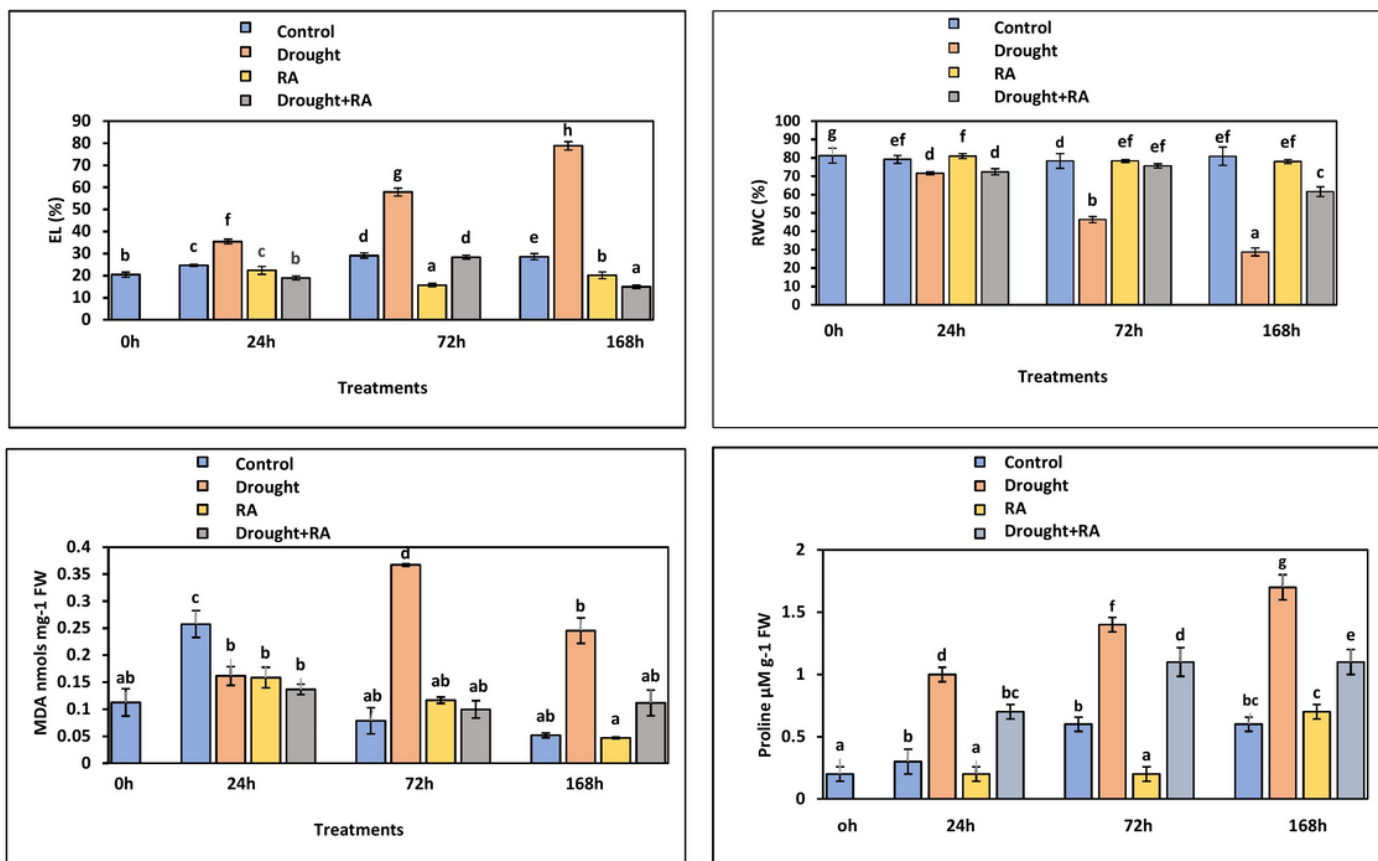 Control
Drought
RA
Drought+RA
EL (%)
90
80
70
60
50
40
30
20
10
0
b
c
f
c
b
d
g
a
d
e
h
b
a
0h 24h 72h 168h
Treatments
Control
Drought
RA
Drought+RA
RWC (%)
100
90
80
70
60
50
40
30
20
10
0
g
ef
d
f
d
d
b
ef
ef
ef
a
ef
c
0h 24h 72h 168h
Treatments
Control
Drought
RA
Drought+RA
MDA nmols mg-1 FW
0.4
0.35
0.3
0.25
0.2
0.15
0.1
0.05
0
ab
c
b
b
b
ab
d
ab
ab
ab
b
a
ab
0h 24h 72h 168h
Treatments
Control
Drought
RA
Drought+RA
Proline µM g-1 FW
2
1.5
1
0.5
0
a
b
d
a
bc
b
f
a
d
bc
g
c
e
oh 24h 72h 168h